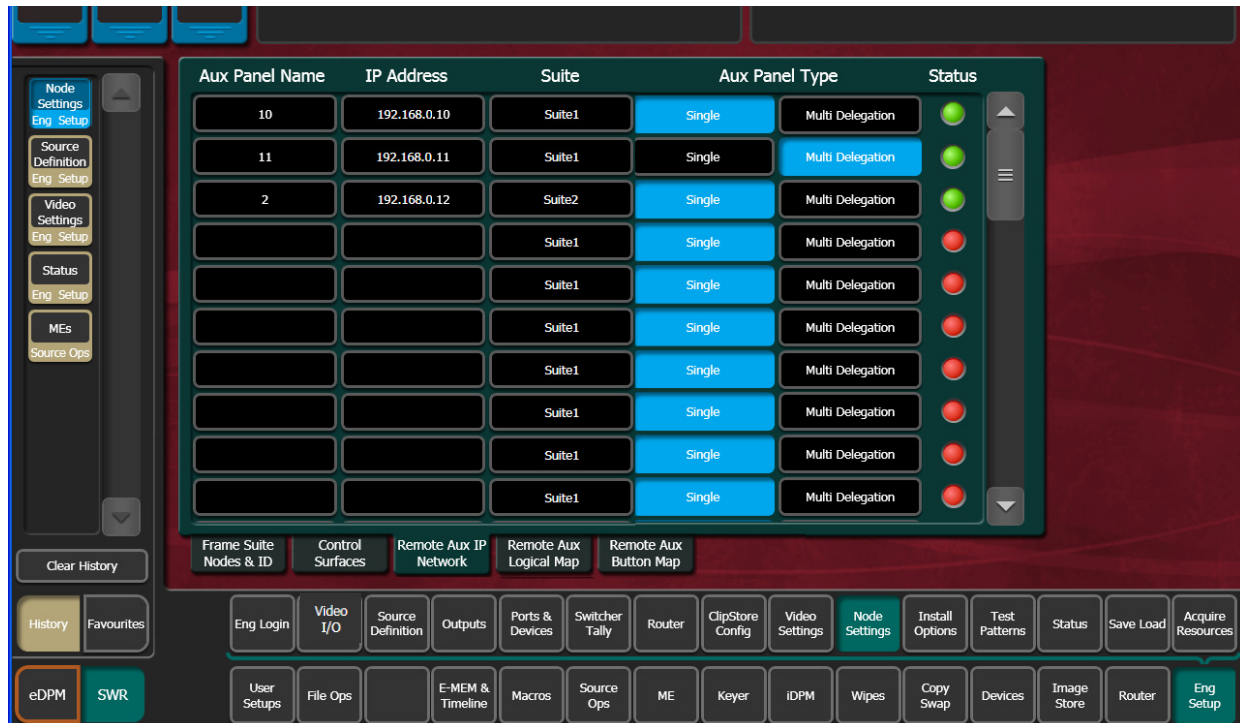 Node
Settings
Eng Setup
Source
Definition
Eng Setup
Video
Settings
Eng Setup
Status
Eng Setup
MEs
Source Ops
Clear History
History Favourites
eDPM SWR
Aux Panel Name IP Address Suite Aux Panel Type Status
10 192.168.0.10 Suite1 Single Multi Delegation
11 192.168.0.11 Suite1 Single Multi Delegation
2 192.168.0.12 Suite2 Single Multi Delegation
Suite1 Single Multi Delegation
Suite1 Single Multi Delegation
Suite1 Single Multi Delegation
Suite1 Single Multi Delegation
Suite1 Single Multi Delegation
Suite1 Single Multi Delegation
Suite1 Single Multi Delegation
Frame Suite
Nodes & ID
Control
Surfaces
Remote Aux IP
Network
Remote Aux
Logical Map
Remote Aux
Button Map
Eng Login
Video
I/O
Source
Definition
Outputs
Ports &
Devices
Switcher
Tally
Router
ClipStore
Config
Video
Settings
Node
Settings
Install
Options
Test
Patterns
Status
Save Load
Acquire
Resources
User
Setups
File Ops
E-MEM &
Timeline
Macros
Source
Ops
ME
Keyer
iDPM
Wipes
Copy
Swap
Devices
Image
Store
Router
Eng
Setup